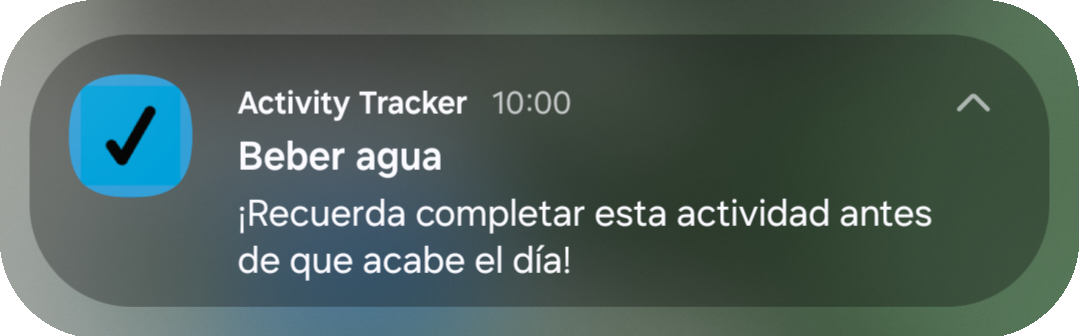 Activity Tracker 10:00
Beber agua
¡Recuerda completar esta actividad antes
de que acabe el día!